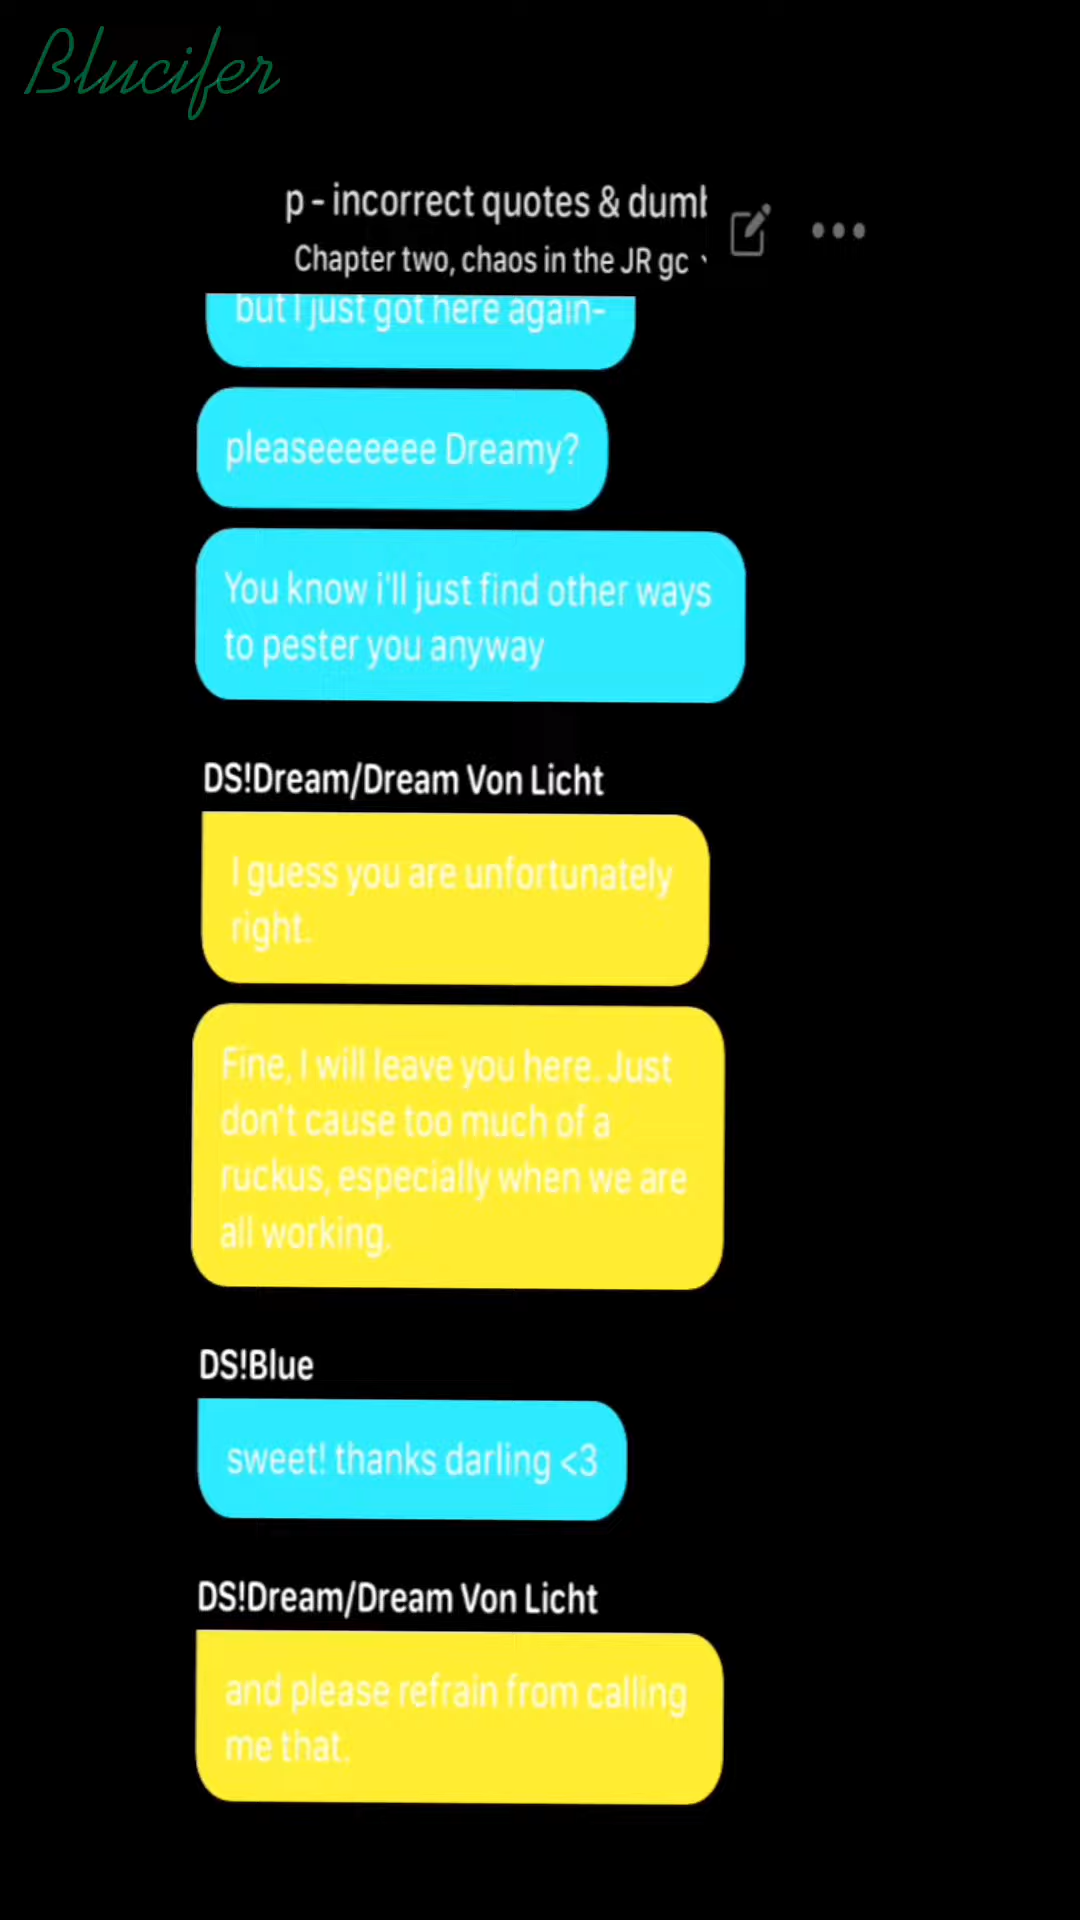 Blucifer
p - incorrect quotes & dumb
Chapter two, chaos in the JR gc
but I just got here again-
pleaseeeeeee Dreamy?
You know i'll just find other ways
to pester you anyway
DS!Dream/Dream Von Licht
I guess you are unfortunately
right.
Fine, I will leave you here. Just
don't cause too much of a
ruckus, especially when we are
all working.
DS!Blue
sweet! thanks darling <3
DS!Dream/Dream Von Licht
and please refrain from calling
me that.